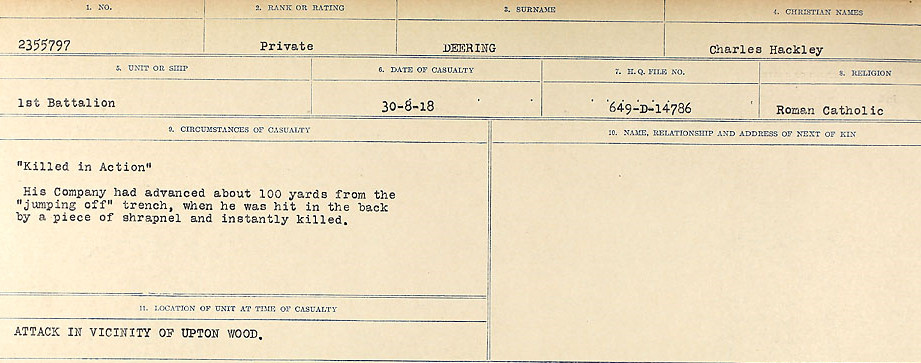 1. NO. 2. RANK OR RATING 3. SURNAME 4. CHRISTIAN NAMES
2355797 Private DEERING Charles Hackley
5. UNIT OR SHIP 6. DATE OF CASUALTY 7. H.Q. FILE NO. 8. RELIGION
1st Battalion 30-8-18 649-D-14786 Roman Catholic
9. CIRCUMSTANCES OF CASUALTY
"Killed in Action"
His Company had advanced about 100 yards from the
"jumping off" trench, when he was hit in the back
by a piece of shrapnel and instantly killed.
10. NAME, RELATIONSHIP AND ADDRESS OF NEXT OF KIN
11. LOCATION OF UNIT AT TIME OF CASUALTY
ATTACK IN VICINITY OF UPTON WOOD.